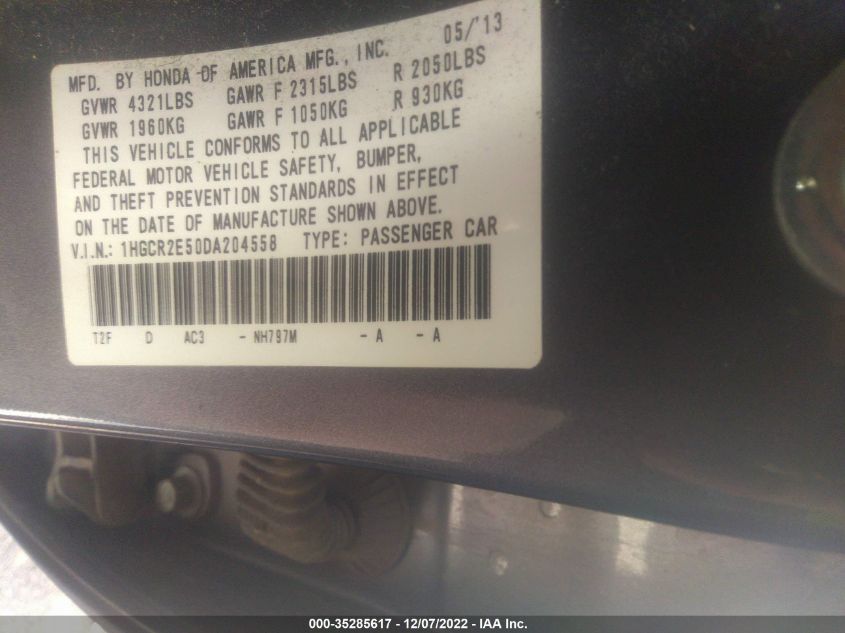 05/'13
MFD. BY HONDA OF AMERICA MFG., INC.
GVWR 4321LBS GAWR F 2315LBS R 2050LBS
GVWR 1960KG GAWR F 1050KG R 930KG
THIS VEHICLE CONFORMS TO ALL APPLICABLE
FEDERAL MOTOR VEHICLE SAFETY, BUMPER,
AND THEFT PREVENTION STANDARDS IN EFFECT
ON THE DATE OF MANUFACTURE SHOWN ABOVE.
V.I.N.: 1HGCR2E50DA204558 TYPE: PASSENGER CAR
T2F D AC3 - NH797M - A - A
000-35285617 - 12/07/2022 - IAA Inc.